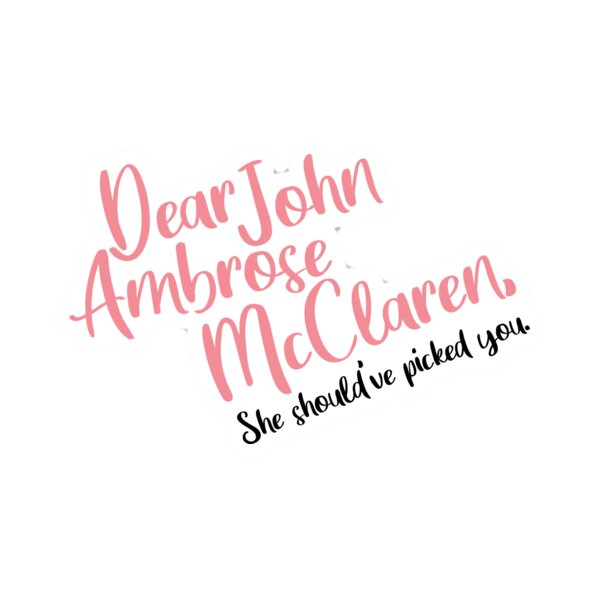 Dear John
Ambrose
McClaren,
She should've picked you.